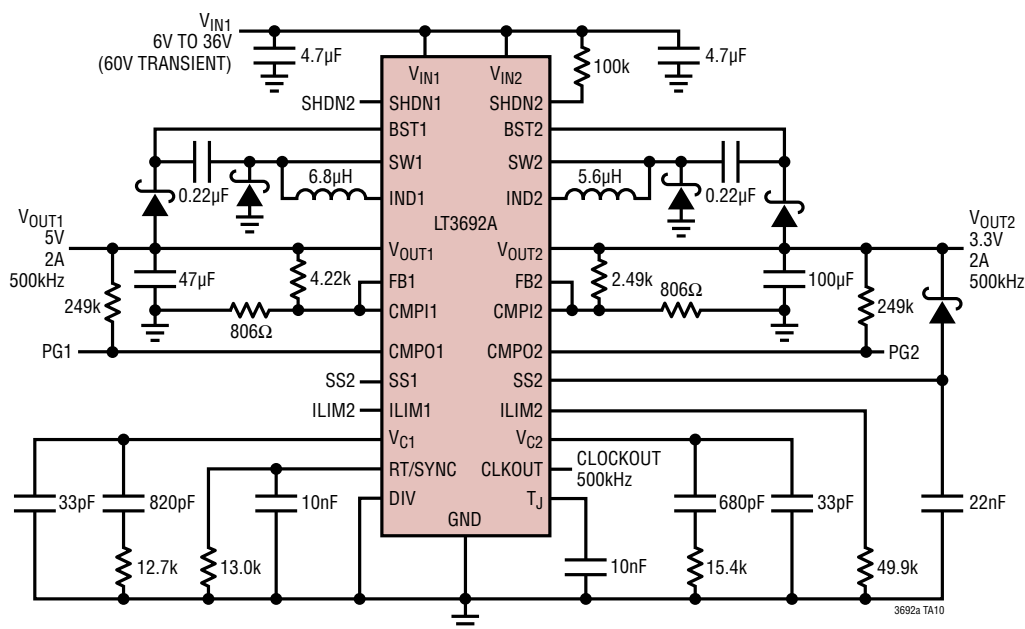 VIN1
6V TO 36V
(60V TRANSIENT)
4.7µF
4.7µF
100k
VIN1
VIN2
SHDN2
SHDN1
SHDN2
BST1
BST2
SW1
SW2
0.22µF
6.8µH
5.6µH
0.22µF
IND1
IND2
LT3692A
VOUT1
5V
2A
500kHz
VOUT1
VOUT2
VOUT2
3.3V
2A
500kHz
47µF
4.22k
FB1
FB2
2.49k
100µF
249k
806Ω
CMPI1
CMPI2
806Ω
249k
PG1
CMPO1
CMPO2
PG2
SS2
SS1
SS2
ILIM2
ILIM1
ILIM2
VC1
VC2
RT/SYNC
CLKOUT
CLOCKOUT
500kHz
33pF
820pF
10nF
DIV
TJ
680pF
33pF
22nF
GND
12.7k
13.0k
10nF
15.4k
49.9k
3692a TA10